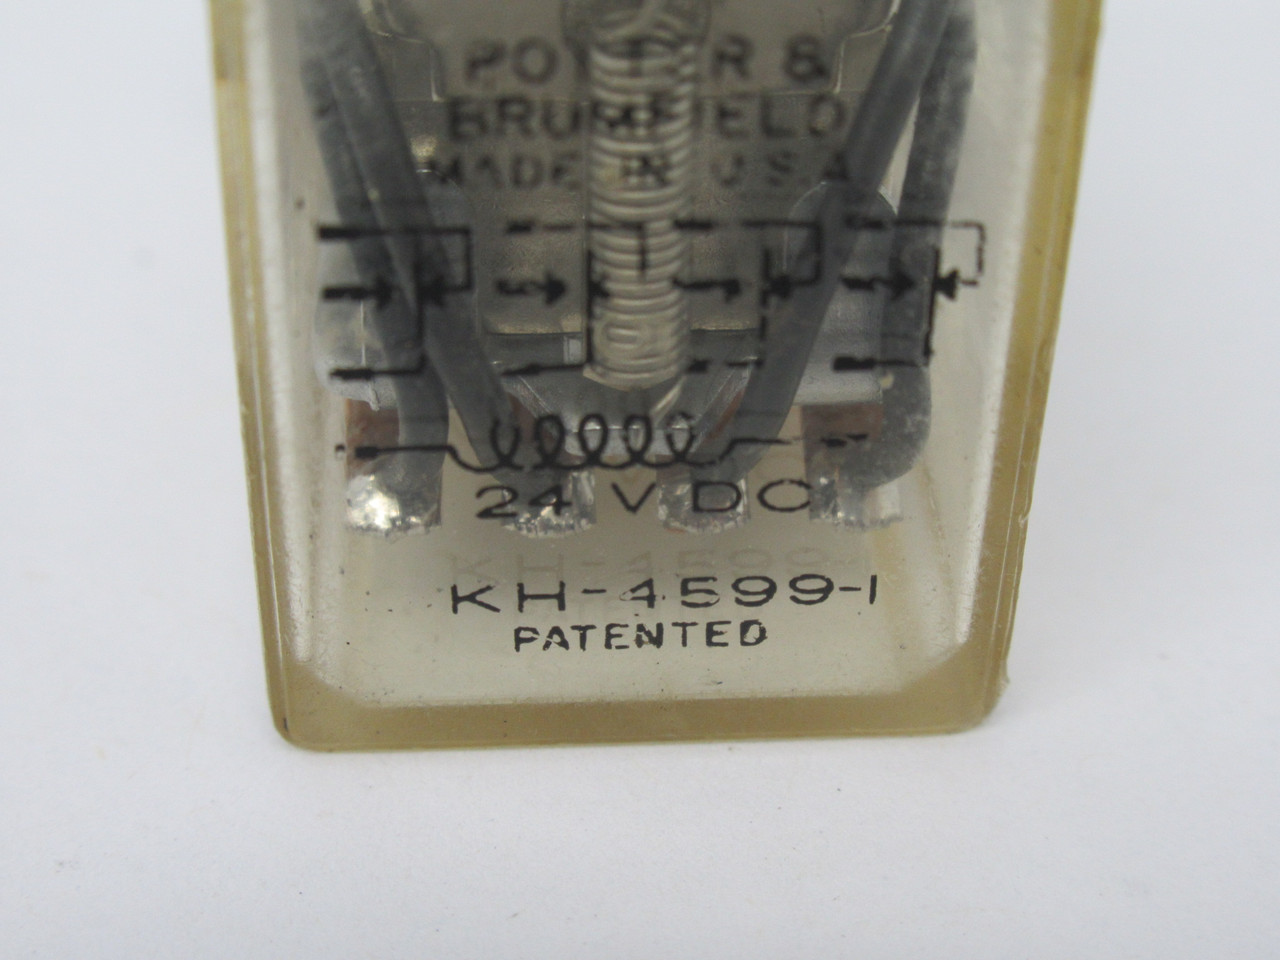 POTTER &
BRUMFIELD
MADE IN U.S.A
24 VDC
KH-4599-1
PATENTED